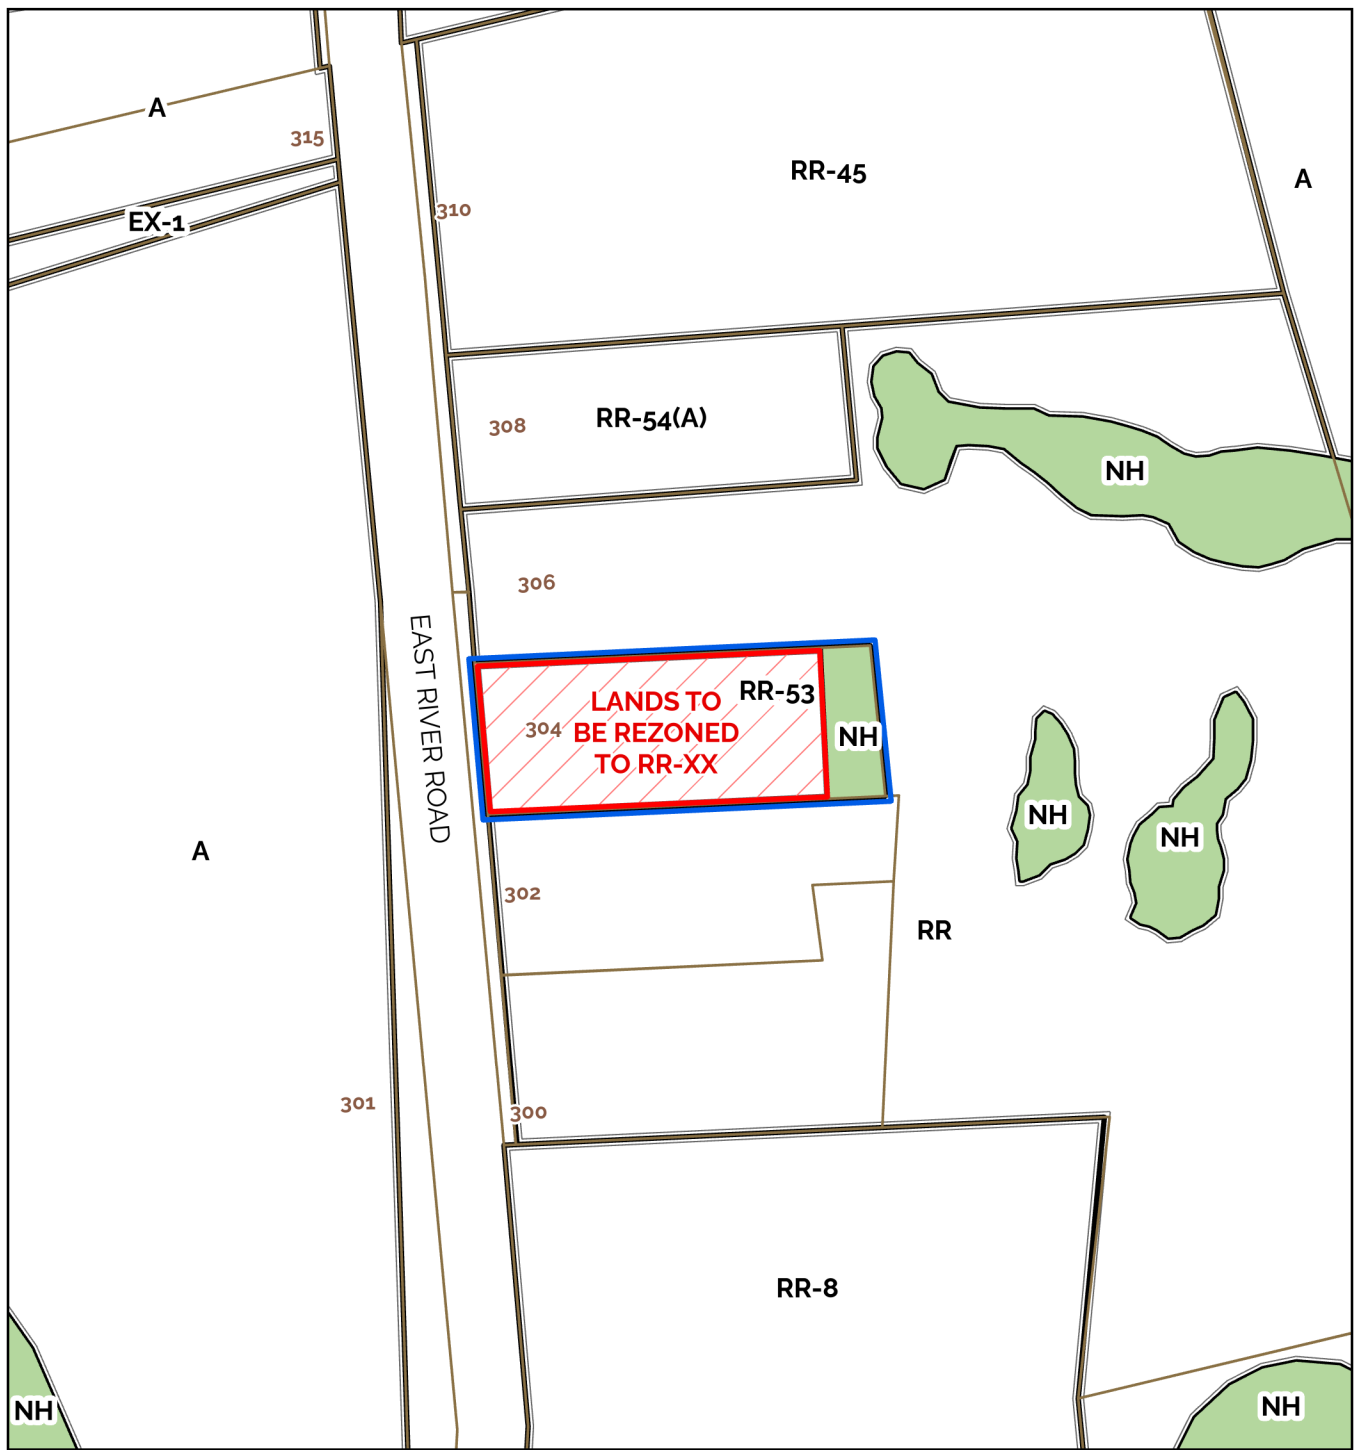 A
315
RR-45
A
310
EX-1
308
RR-54(A)
NH
306
EAST RIVER ROAD
RR-53
LANDS TO
304 BE REZONED
TO RR-XX
NH
NH
NH
A
302
RR
301
300
RR-8
NH
NH